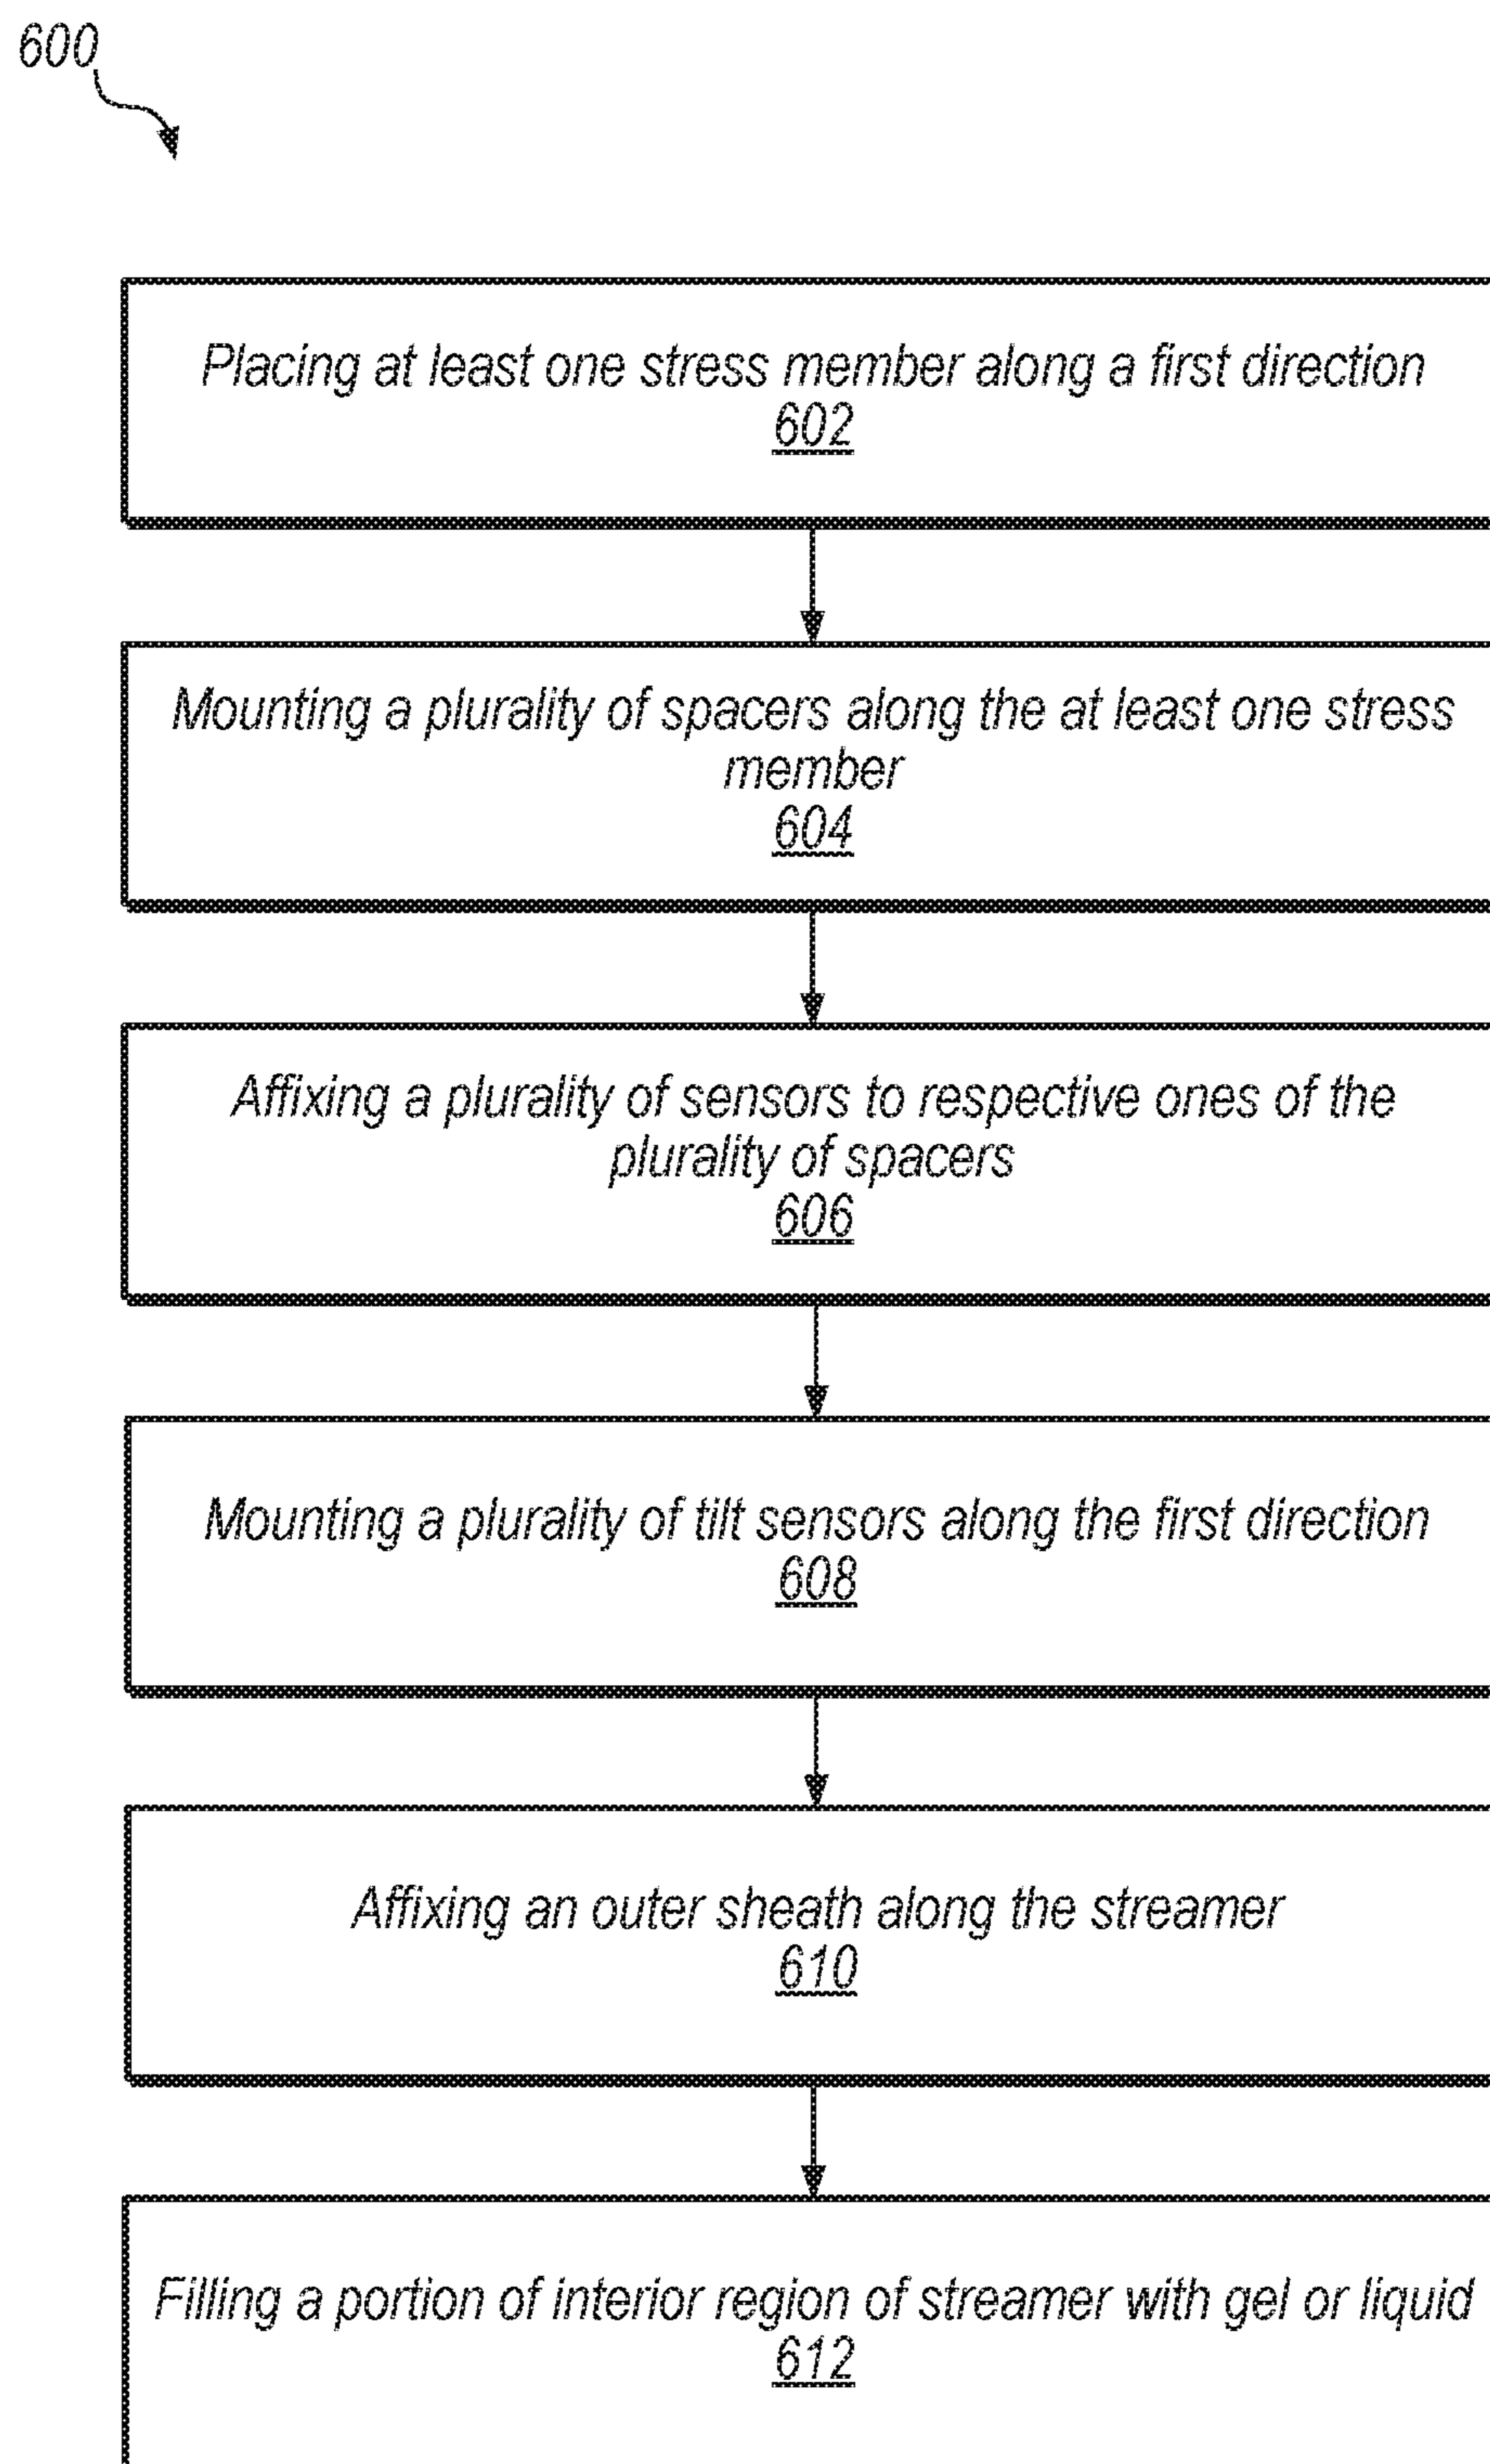 600
Placing at least one stress member along a first direction
602
Mounting a plurality of spacers along the at least one stress
member
604
Affixing a plurality of sensors to respective ones of the
plurality of spacers
606
Mounting a plurality of tilt sensors along the first direction
608
Affixing an outer sheath along the streamer
610
Filling a portion of interior region of streamer with gel or liquid
612